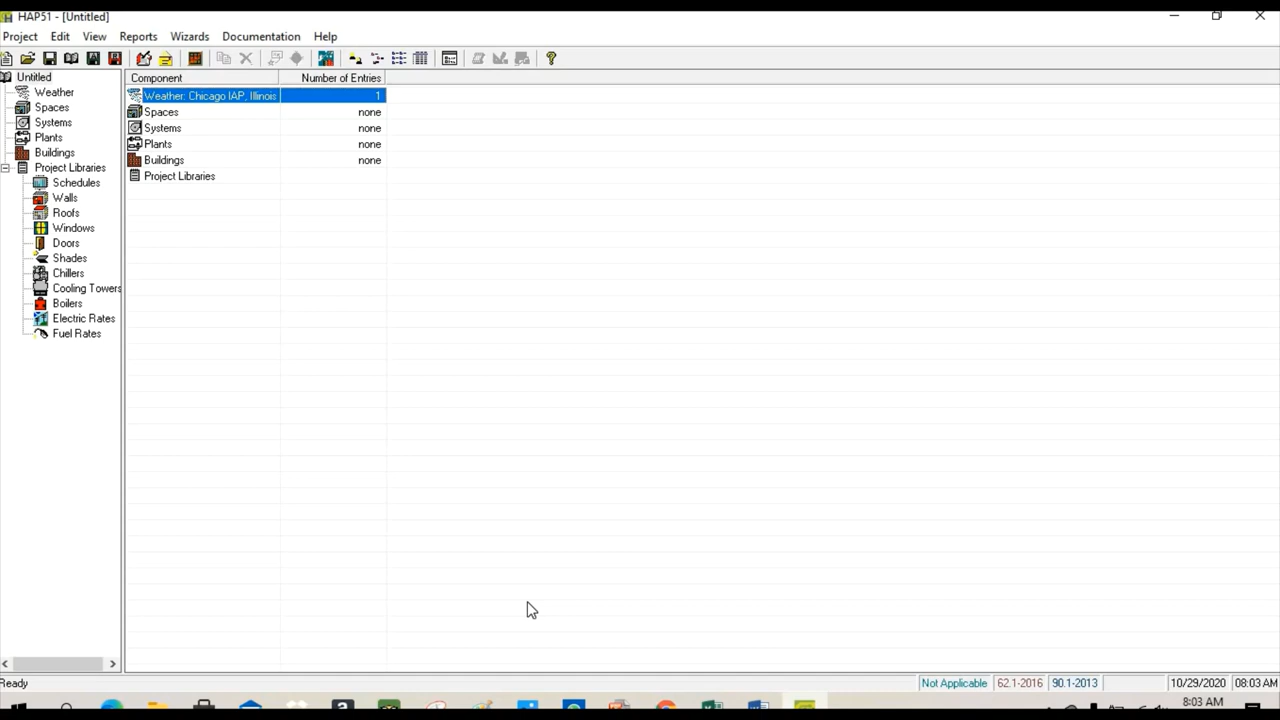 HAP51 - [Untitled]
Project Edit View Reports Wizards Documentation Help
Untitled
Weather
Spaces
Systems
Plants
Buildings
Project Libraries
Schedules
Walls
Roofs
Windows
Doors
Shades
Chillers
Cooling Towers
Boilers
Electric Rates
Fuel Rates
Component Number of Entries
Weather: Chicago IAP, Illinois 1
Spaces none
Systems none
Plants none
Buildings none
Project Libraries
Ready
Not Applicable 62.1-2016 90.1-2013 10/29/2020 08:03 AM
8:03 AM